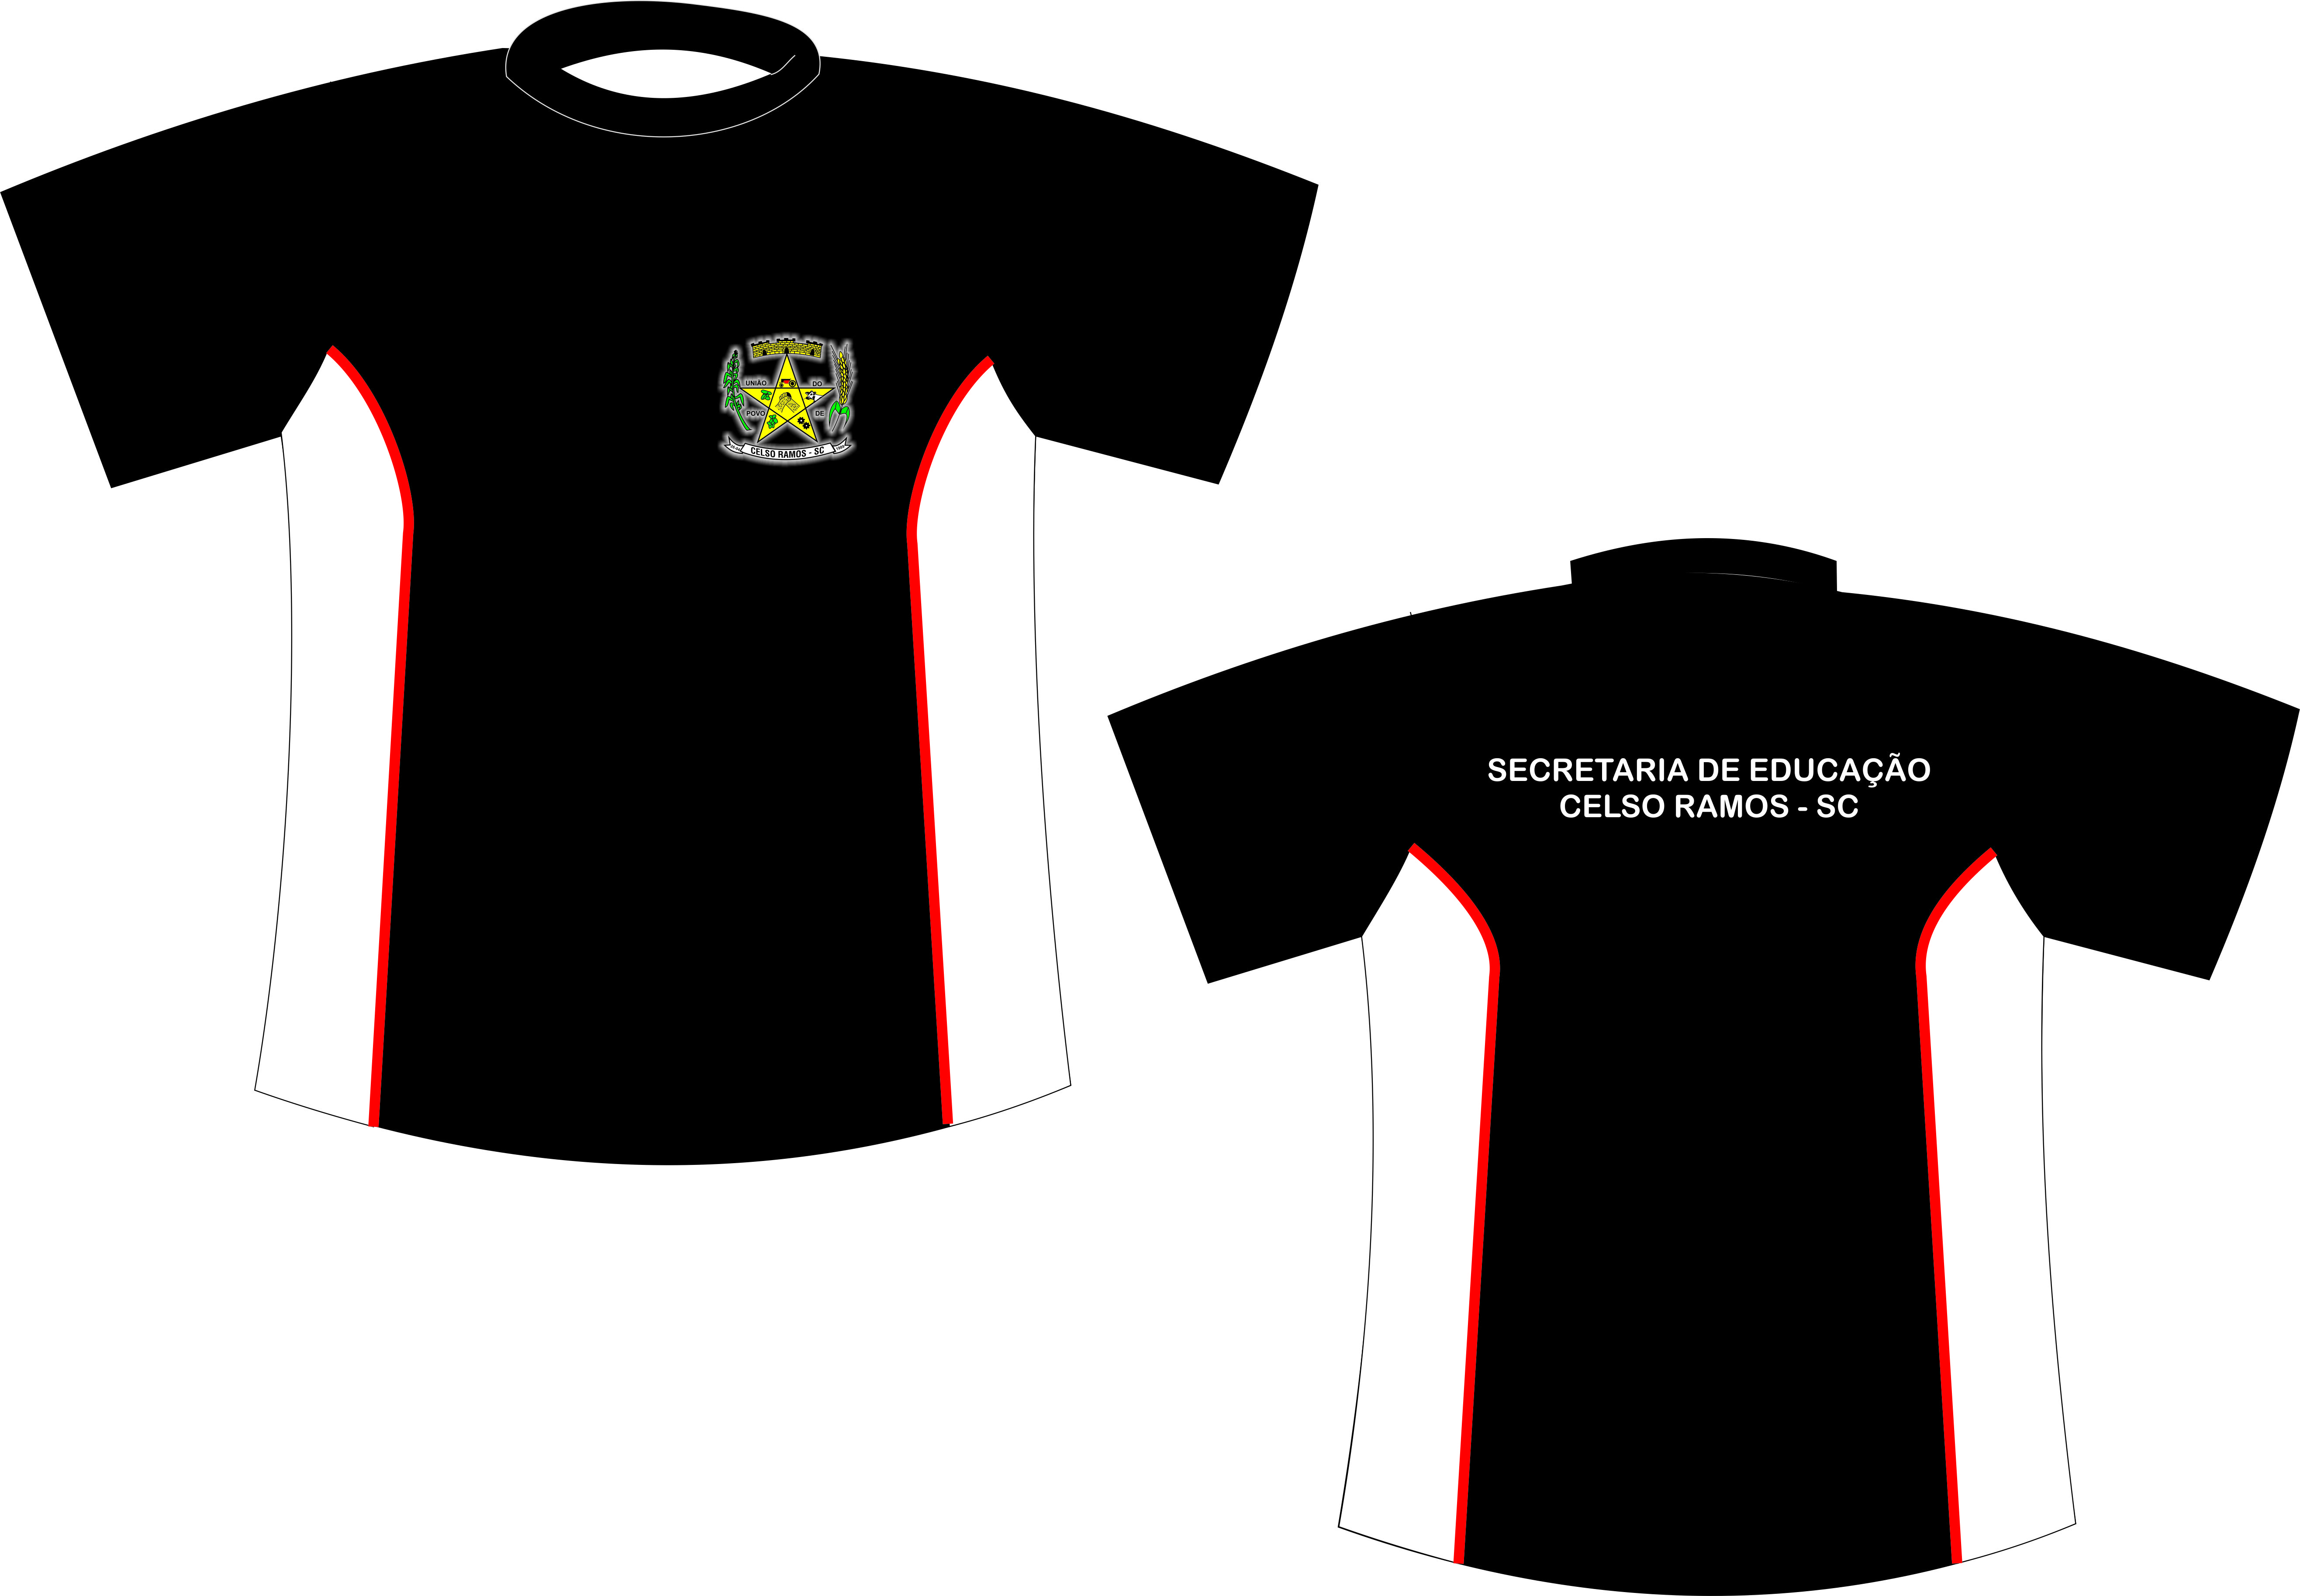 UNIÃO DO
POVO DE
CELSO RAMOS - SC
SECRETARIA DE EDUCAÇÃO
CELSO RAMOS - SC